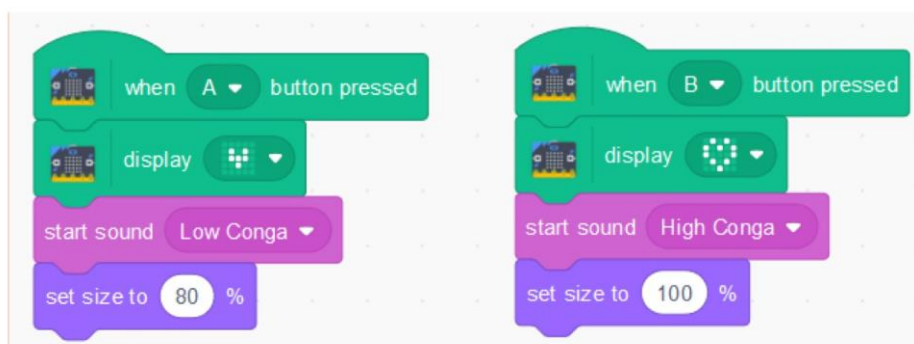 when A button pressed
display
start sound Low Conga
set size to 80 %
when B button pressed
display
start sound High Conga
set size to 100 %